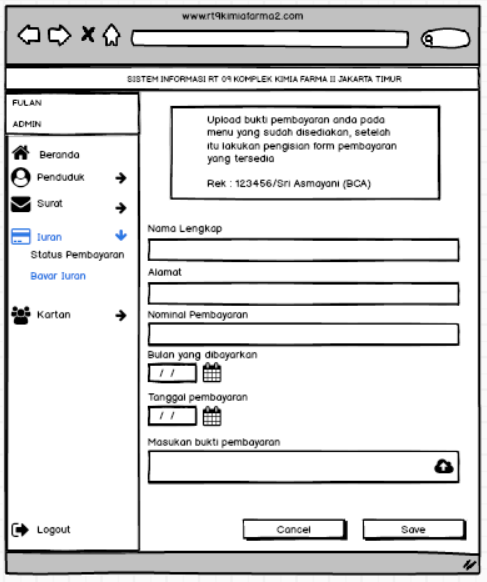 www.rt9kimiafarma2.com
SISTEM INFORMASI RT 09 KOMPLEK KIMIA FARMA II JAKARTA TIMUR
FULAN
ADMIN
Beranda
Penduduk
Surat
Iuran
Status Pembayaran
Bayar Iuran
Kartan
Logout
Upload bukti pembayaran anda pada
menu yang sudah disediakan, setelah
itu lakukan pengisian form pembayaran
yang tersedia
Rek : 123456/Sri Asmayani (BCA)
Nama Lengkap
Alamat
Nominal Pembayaran
Bulan yang dibayarkan
/ /
Tanggal pembayaran
/ /
Masukan bukti pembayaran
Cancel
Save